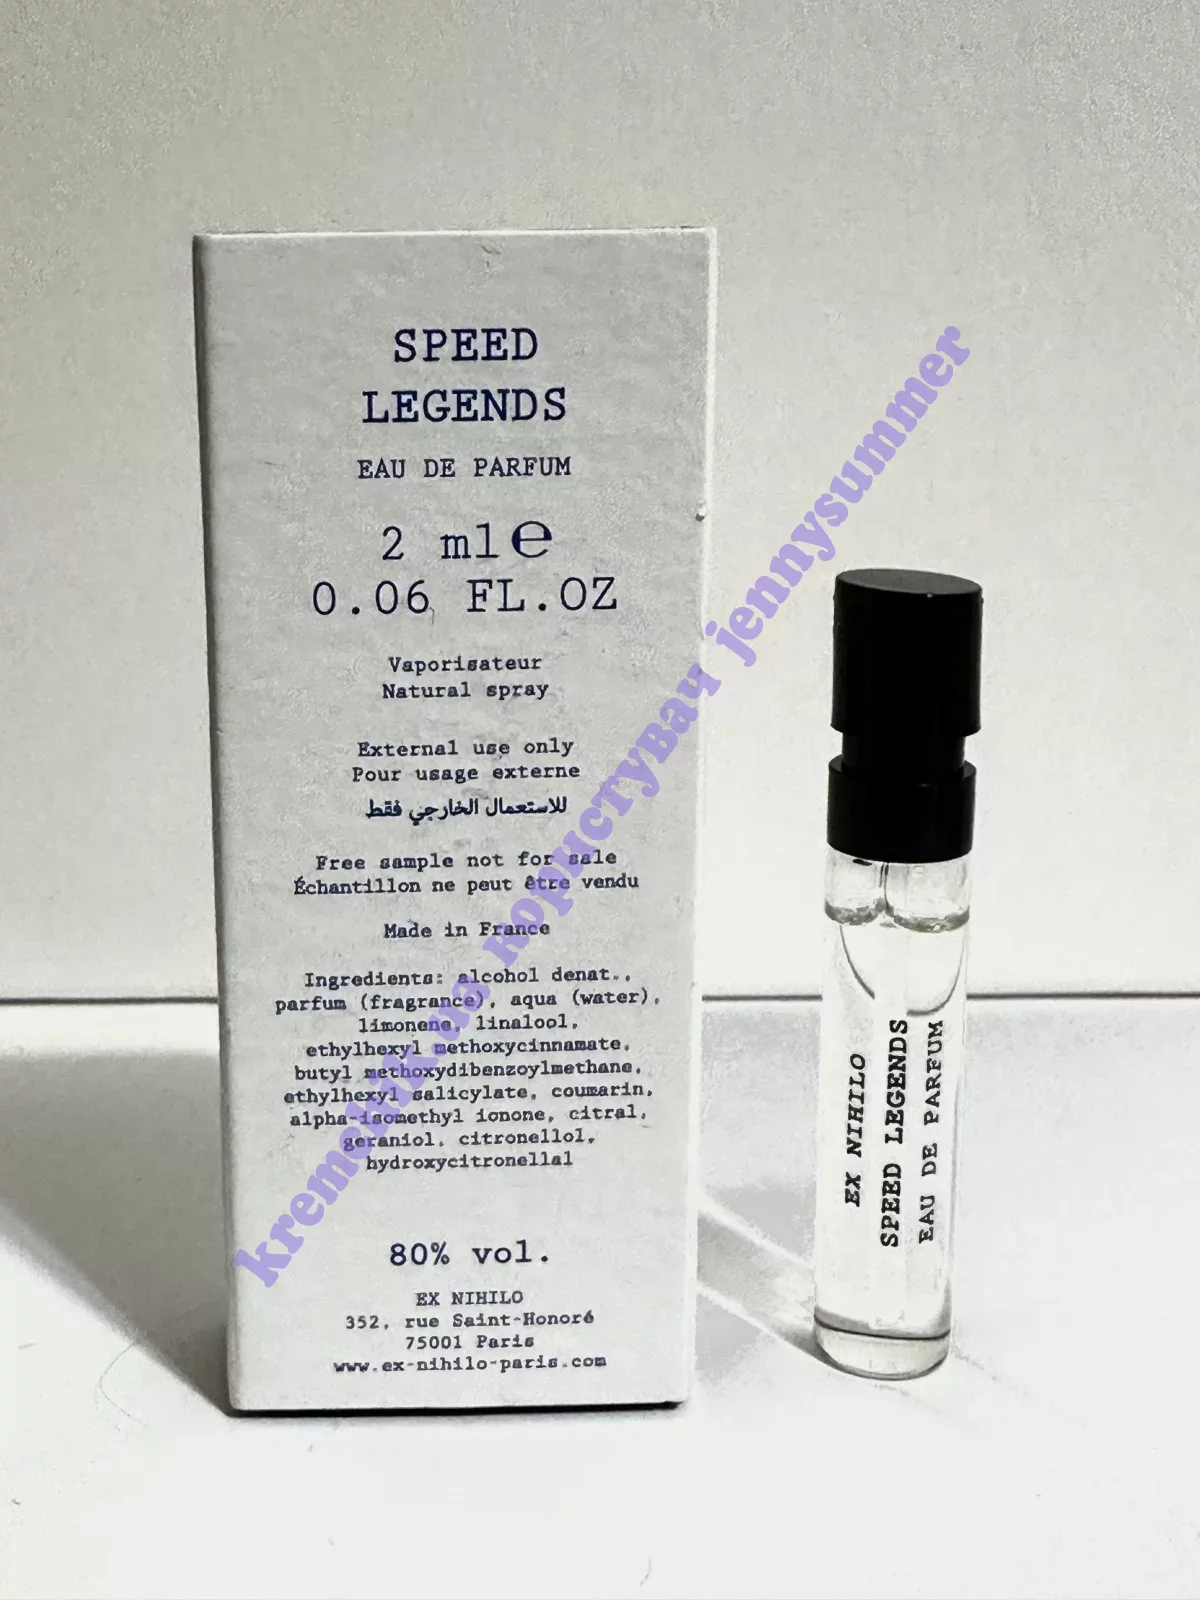 SPEED
LEGENDS
EAU DE PARFUM
2 ml℮
0.06 FL.OZ
Vaporisateur
Natural spray
External use only
Pour usage externe
للاستعمال الخارجي فقط
Free sample not for sale
Échantillon ne peut être vendu
Made in France
Ingredients: alcohol denat.,
parfum (fragrance), aqua (water),
limonene, linalool,
ethylhexyl methoxycinnamate,
butyl methoxydibenzoylmethane,
ethylhexyl salicylate, coumarin,
alpha-isomethyl ionone, citral,
geraniol, citronellol,
hydroxycitronellal
80% vol.
EX NIHILO
352, rue Saint-Honoré
75001 Paris
www.ex-nihilo-paris.com
EX NIHILO
SPEED LEGENDS
EAU DE PARFUM
kremchik.ua користувач jennysummer